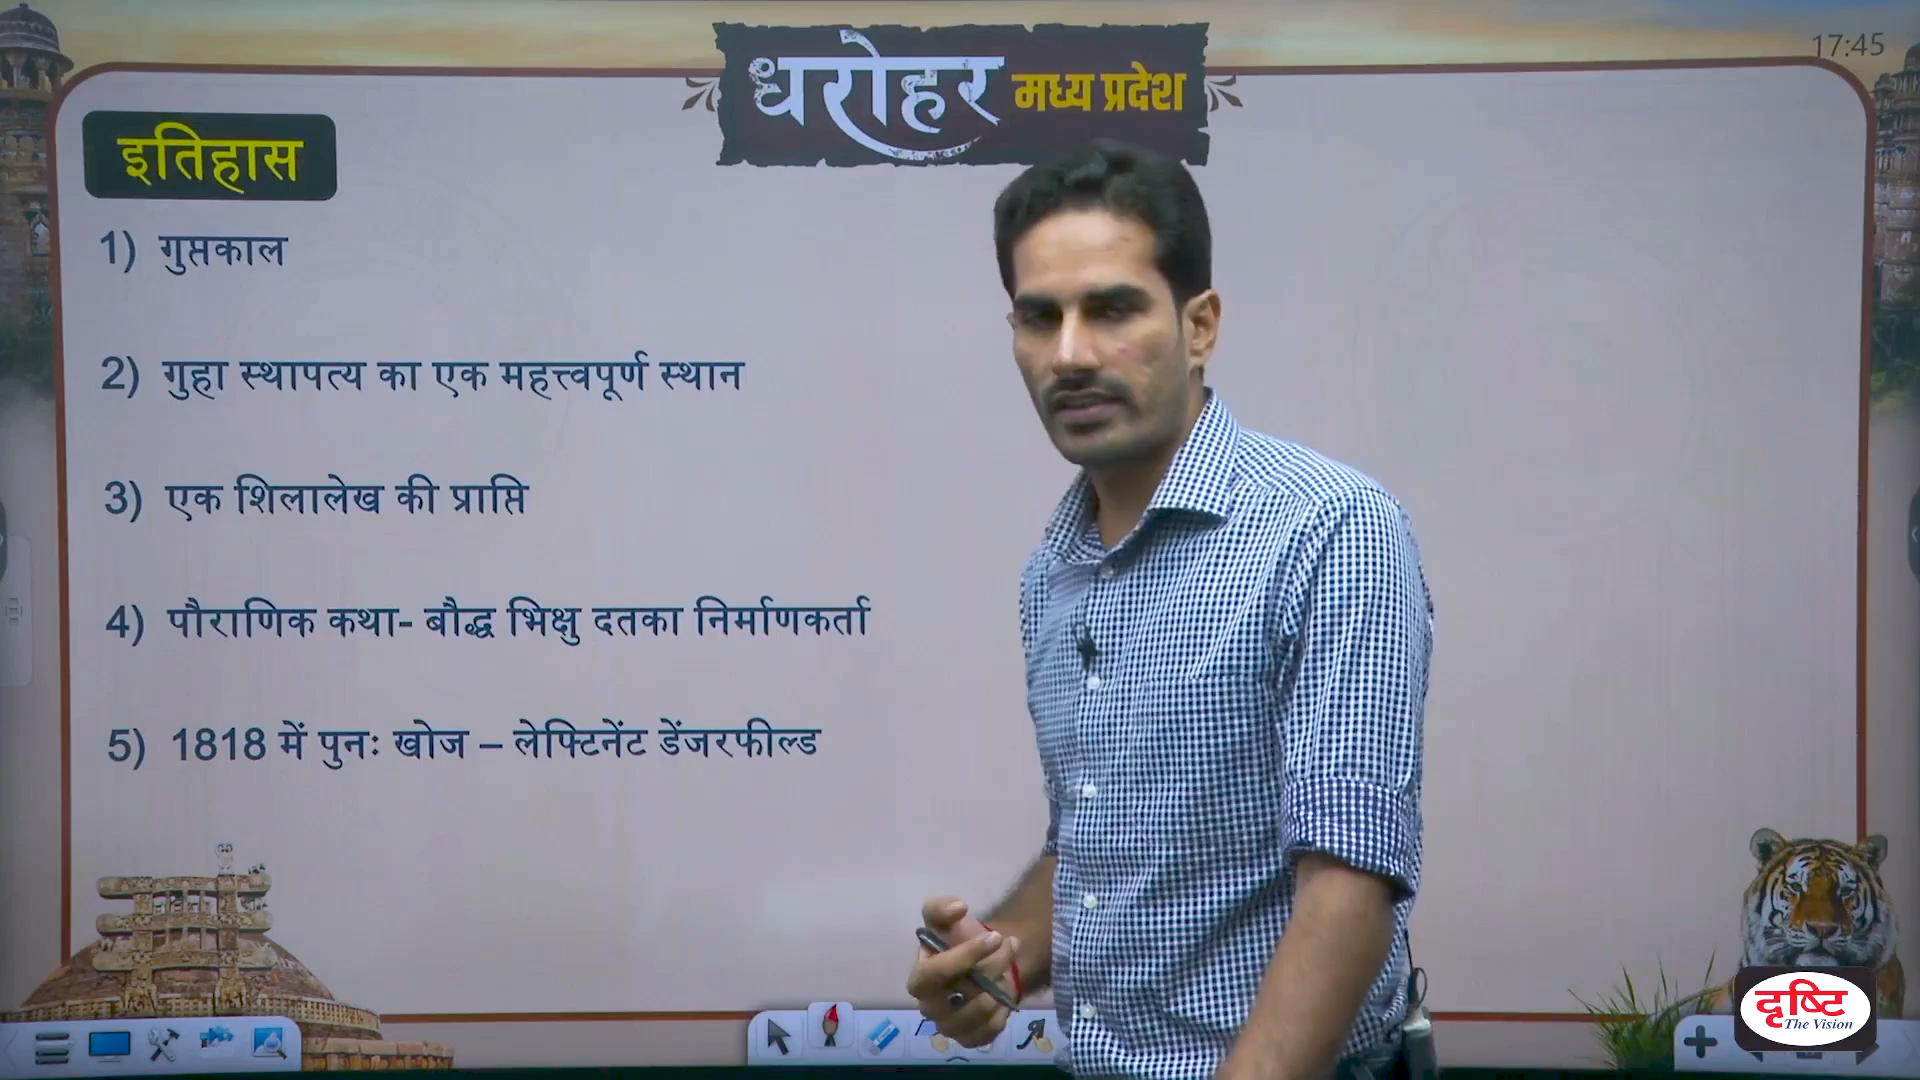 17:45
धरोहर मध्य प्रदेश
इतिहास
1) गुप्तकाल
2) गुहा स्थापत्य का एक महत्त्वपूर्ण स्थान
3) एक शिलालेख की प्राप्ति
4) पौराणिक कथा- बौद्ध भिक्षु दतका निर्माणकर्ता
5) 1818 में पुनः खोज – लेफ्टिनेंट डेंजरफील्ड
दृष्टि
The Vision